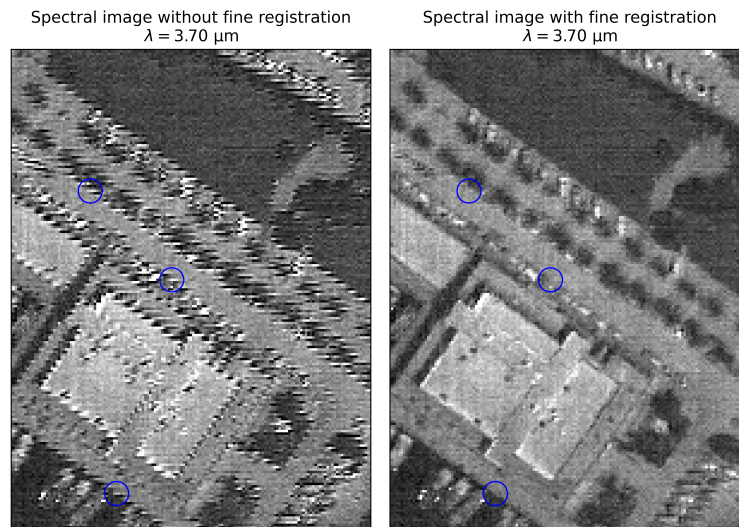 Spectral image without fine registration
λ = 3.70 μm
Spectral image with fine registration
λ = 3.70 μm